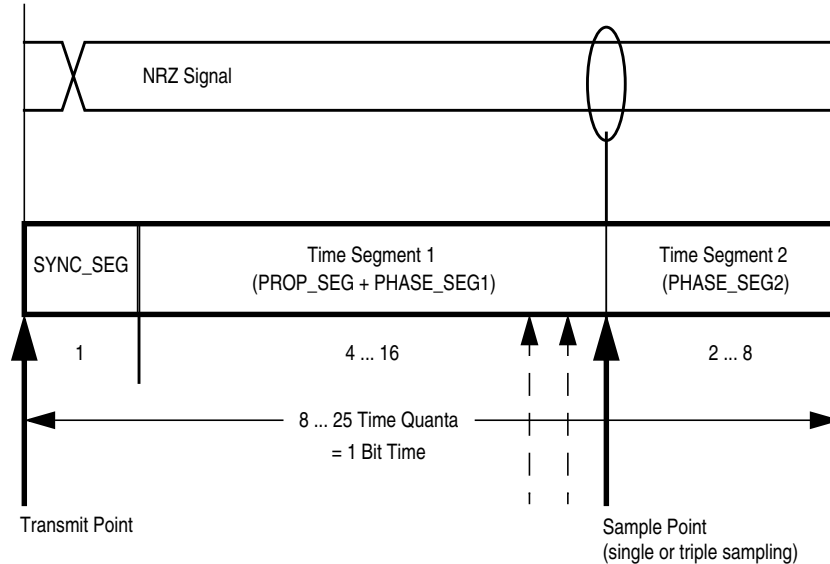 NRZ Signal
SYNC_SEG
Time Segment 1
(PROP_SEG + PHASE_SEG1)
Time Segment 2
(PHASE_SEG2)
1
4 ... 16
2 ... 8
8 ... 25 Time Quanta
= 1 Bit Time
Transmit Point
Sample Point
(single or triple sampling)